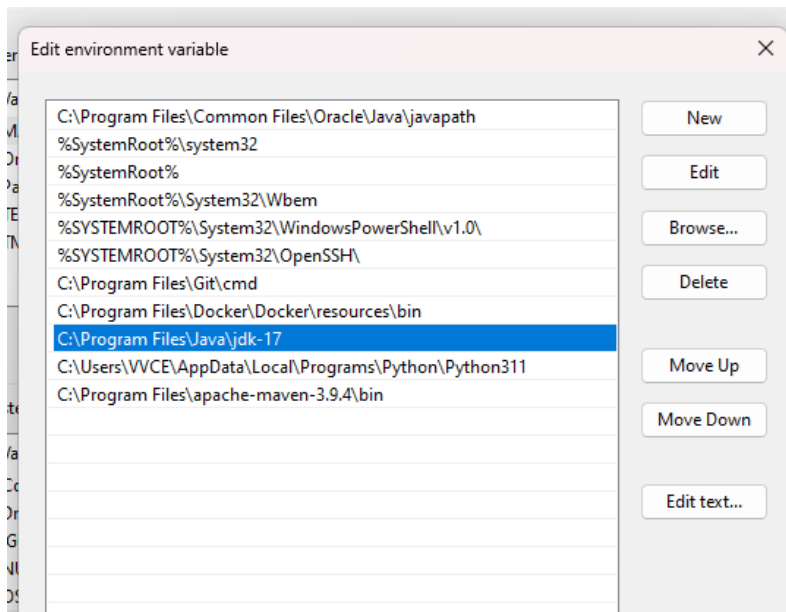 Edit environment variable
C:\Program Files\Common Files\Oracle\Java\javapath
%SystemRoot%\system32
%SystemRoot%
%SystemRoot%\System32\Wbem
%SYSTEMROOT%\System32\WindowsPowerShell\v1.0\
%SYSTEMROOT%\System32\OpenSSH\
C:\Program Files\Git\cmd
C:\Program Files\Docker\Docker\resources\bin
C:\Program Files\Java\jdk-17
C:\Users\VVCE\AppData\Local\Programs\Python\Python311
C:\Program Files\apache-maven-3.9.4\bin
New
Edit
Browse...
Delete
Move Up
Move Down
Edit text...